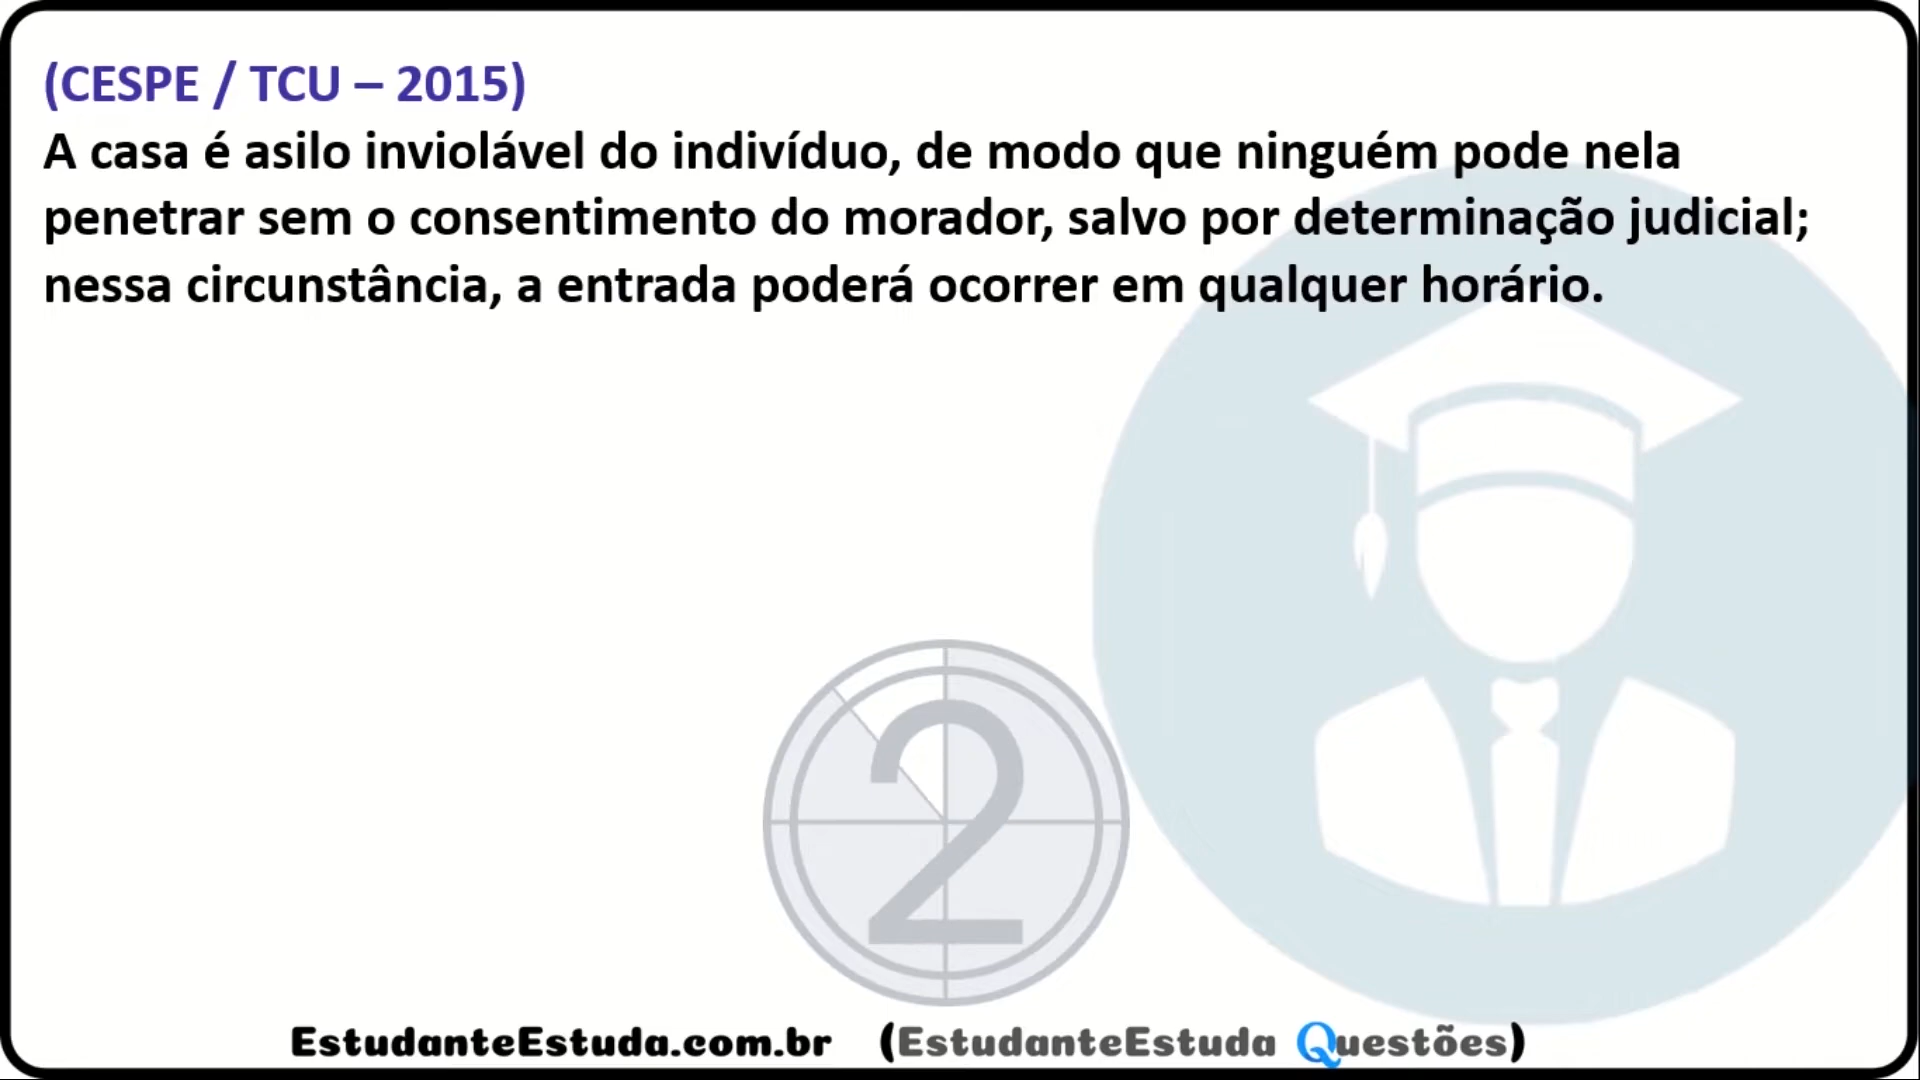 (CESPE / TCU – 2015)
A casa é asilo inviolável do indivíduo, de modo que ninguém pode nela
penetrar sem o consentimento do morador, salvo por determinação judicial;
nessa circunstância, a entrada poderá ocorrer em qualquer horário.
2
EstudanteEstuda.com.br (EstudanteEstuda Questões)